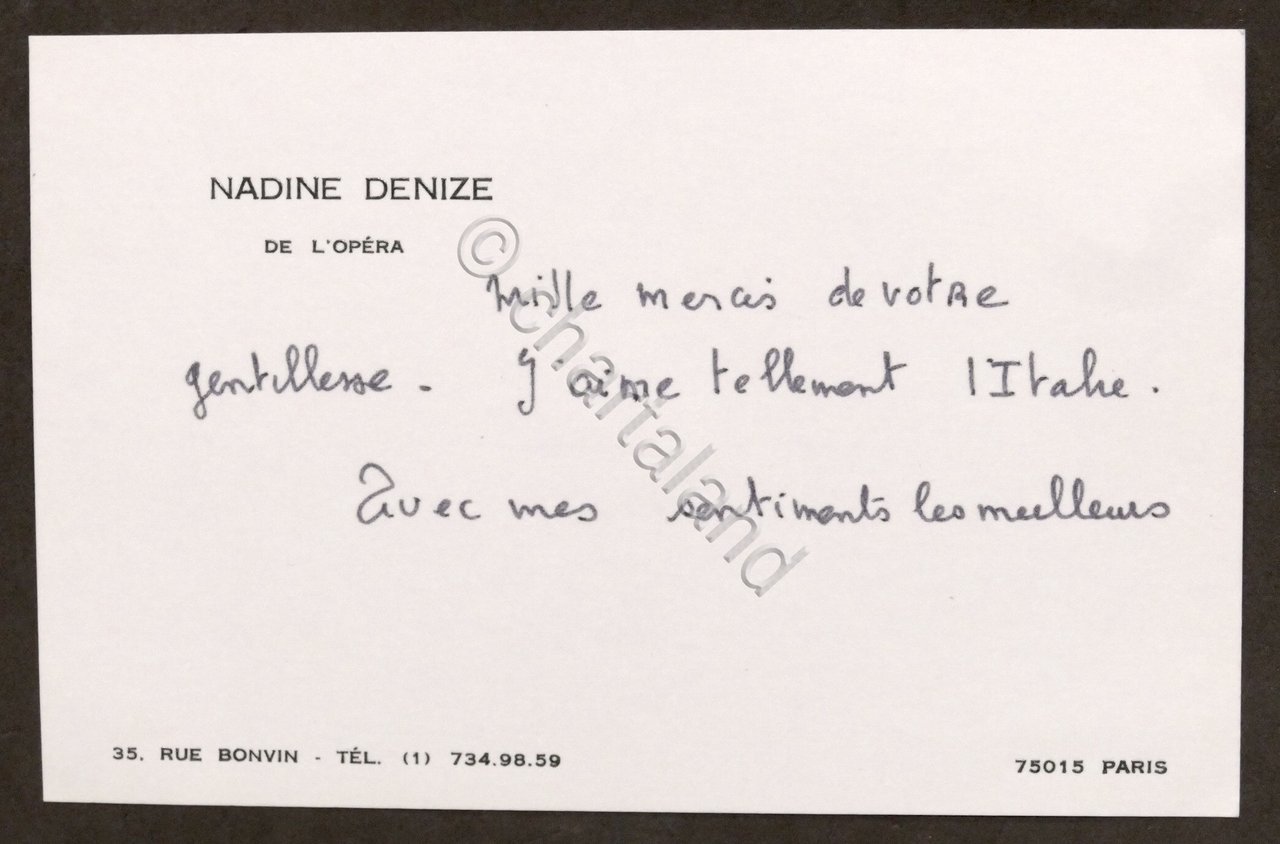 NADINE DENIZE
DE L'OPÉRA
Mille mercis de votre
gentillesse. J'aime tellement l'Italie.
Avec mes sentiments les meilleurs
35, RUE BONVIN - TÉL. (1) 734.98.59
75015 PARIS
© chartaland